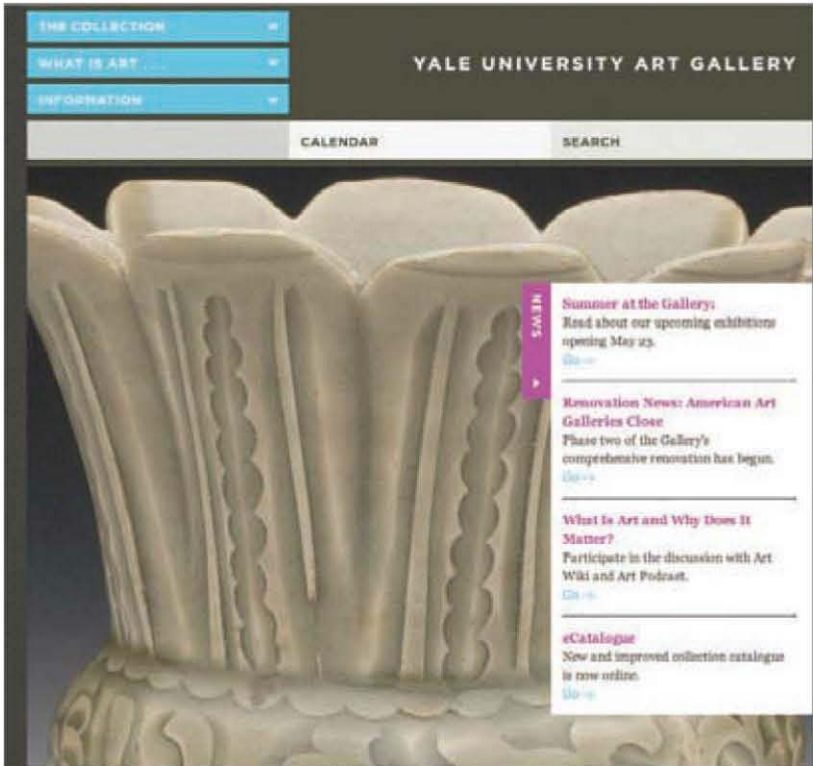 THE COLLECTION
WHAT IS ART ....
INFORMATION
YALE UNIVERSITY ART GALLERY
CALENDAR
SEARCH
NEWS
Summer at the Gallery:
Read about our upcoming exhibitions
opening May 23.
Go →
Renovation News: American Art
Galleries Close
Phase two of the Gallery's
comprehensive renovation has begun.
Go →
What Is Art and Why Does It
Matter?
Participate in the discussion with Art
Wiki and Art Podcast.
Go →
eCatalogue
New and improved collection catalogue
is now online.
Go →